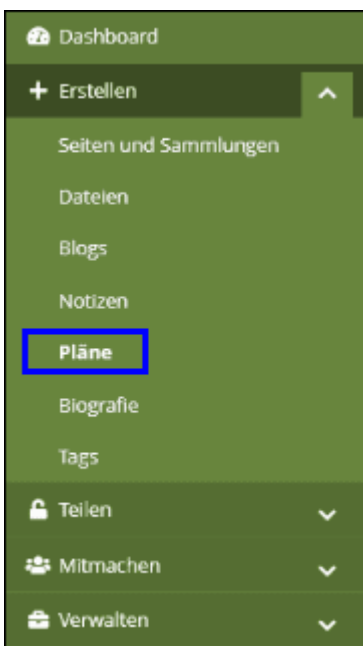 Dashboard
Erstellen
Seiten und Sammlungen
Dateien
Blogs
Notizen
Pläne
Biografie
Tags
Teilen
Mitmachen
Verwalten